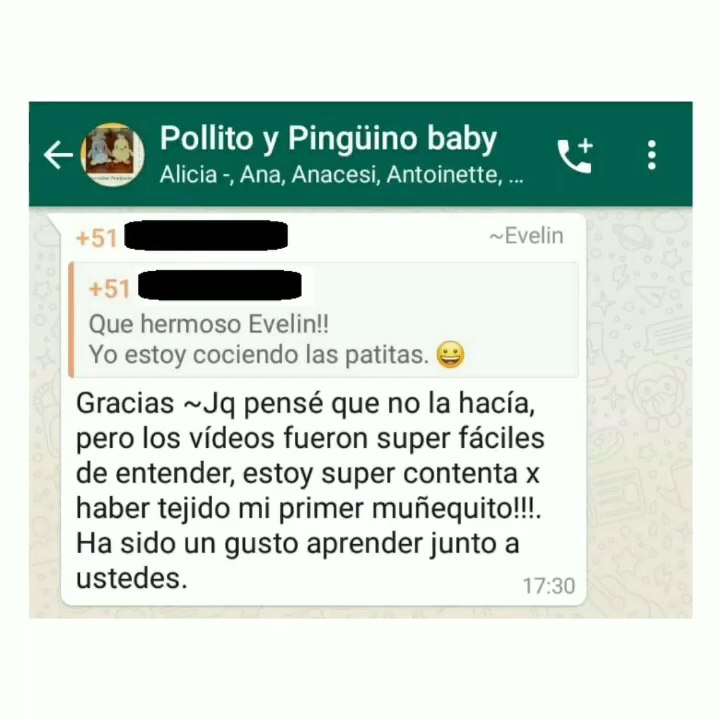 Pollito y Pingüino baby
Alicia -, Ana, Anacesi, Antoinette, ...
+51
~Evelin
+51
Que hermoso Evelin!!
Yo estoy cociendo las patitas. 😀
Gracias ~Jq pensé que no la hacía,
pero los vídeos fueron super fáciles
de entender, estoy super contenta x
haber tejido mi primer muñequito!!!.
Ha sido un gusto aprender junto a
ustedes.
17:30